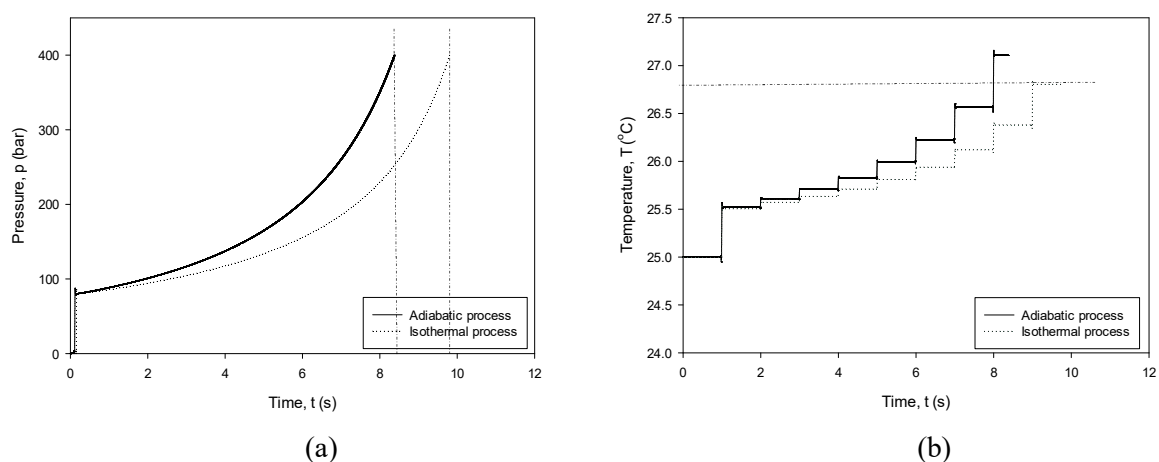 Pressure, p (bar)
400
300
200
100
0
0 2 4 6 8 10 12
Time, t (s)
Adiabatic process
Isothermal process
(a)
Temperature, T (°C)
27.5
27.0
26.5
26.0
25.5
25.0
24.5
24.0
0 2 4 6 8 10 12
Time, t (s)
Adiabatic process
Isothermal process
(b)